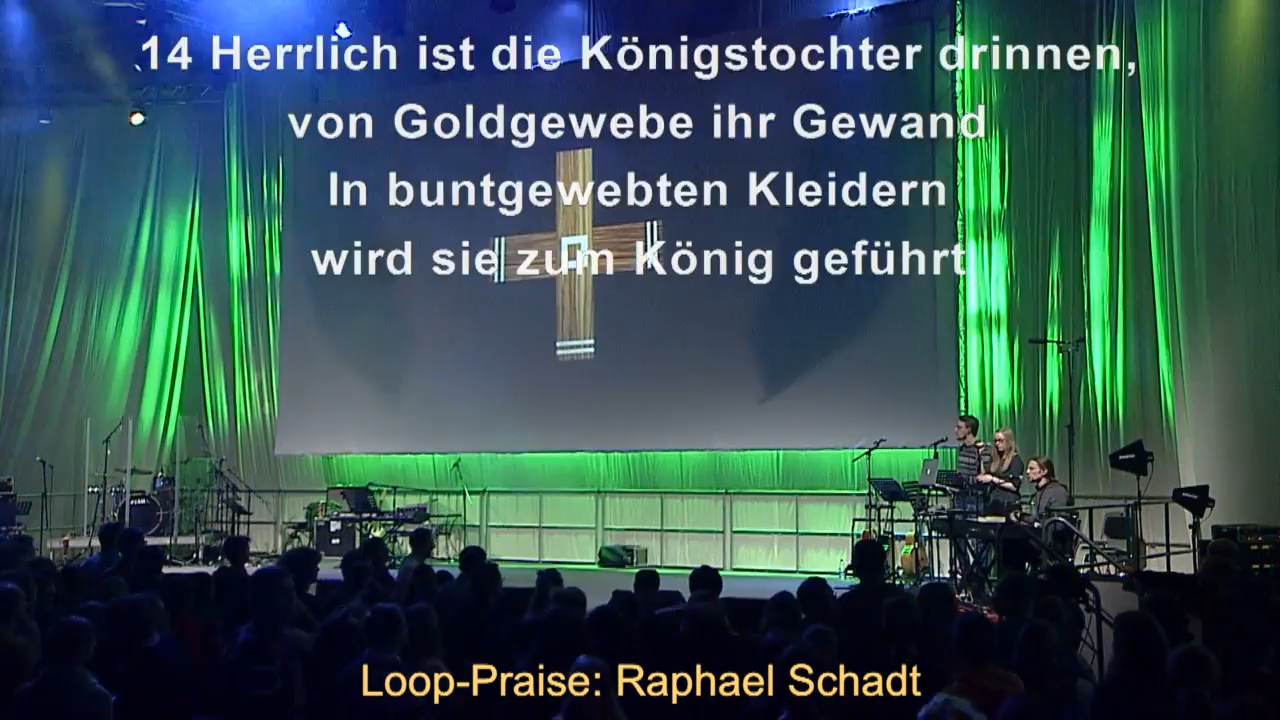 14 Herrlich ist die Königstochter drinnen,
von Goldgewebe ihr Gewand
In buntgewebten Kleidern
wird sie zum König geführt
Loop-Praise: Raphael Schadt